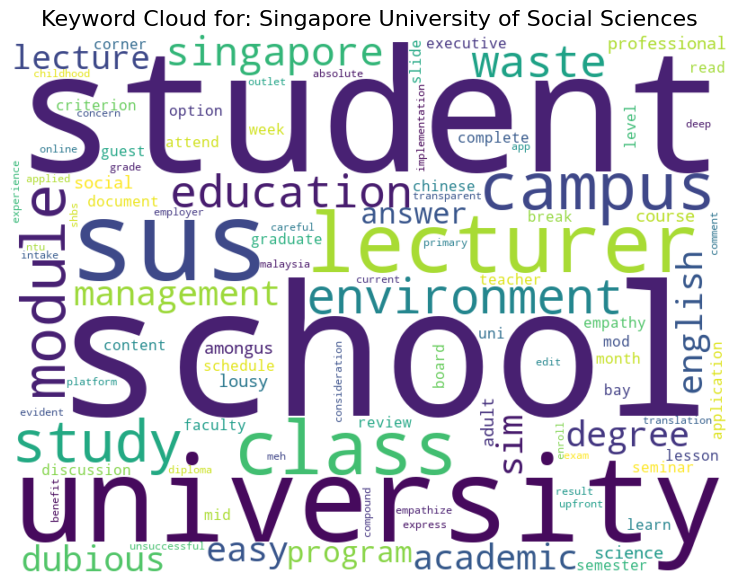 Keyword Cloud for: Singapore University of Social Sciences
lecture
corner
singapore
slide
executive
waste
professional
read
childhood
criterion
concern
outlet
option
absolute
student
implementation
complete
app
level
deep
online
grade
guest
attend
week
experience
applied
social
document
education
chinese
transparent
campus
module
shbs
employer
answer
break
course
comment
ntu
intake
sus
careful
graduate
lecturer
primary
malaysia
current
teacher
management
environment
english
content
platform
school
amongus
schedule
lousy
consideration
uni
board
edit
empathy
mod
month
bay
application
evident
translation
study
faculty
review
class
meh
adult
sim
enroll
degree
lesson
discussion
diploma
exam
seminar
benefit
university
mid
compound
empathize
express
result
upfront
learn
dubious
unsuccessful
easy
program
academic
science
semester